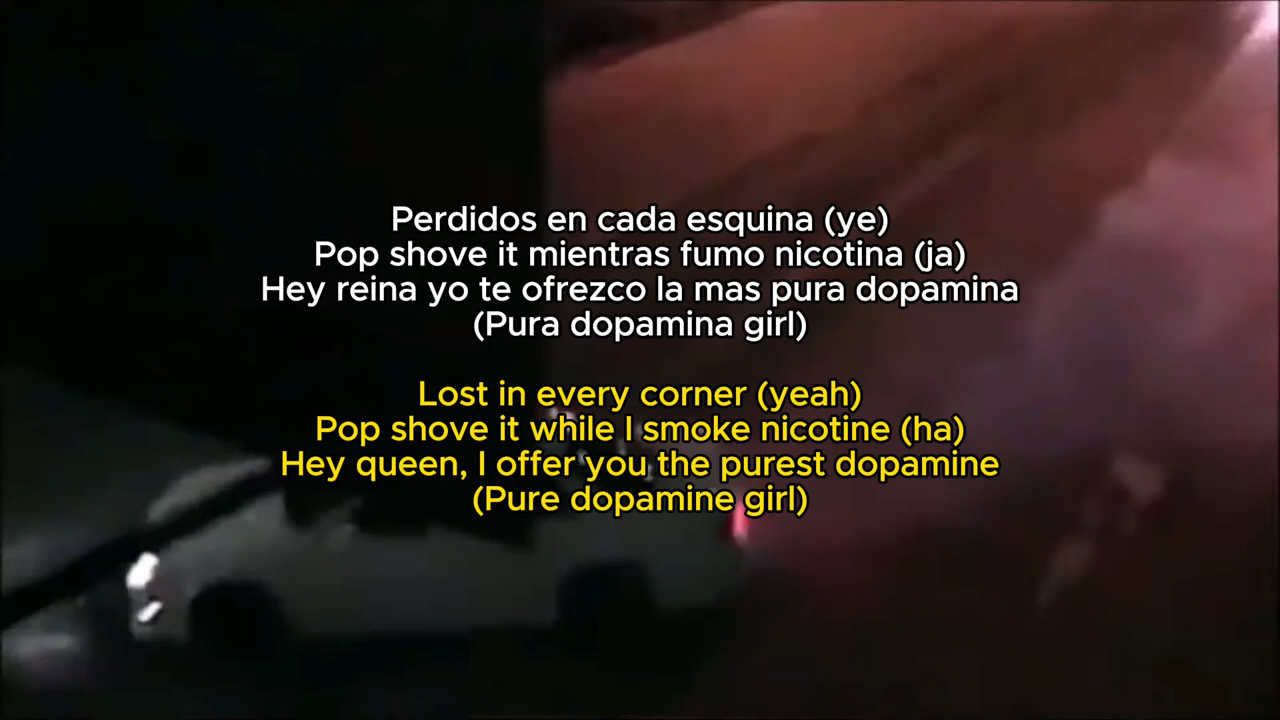 Perdidos en cada esquina (ye)
Pop shove it mientras fumo nicotina (ja)
Hey reina yo te ofrezco la mas pura dopamina
(Pura dopamina girl)
Lost in every corner (yeah)
Pop shove it while I smoke nicotine (ha)
Hey queen, I offer you the purest dopamine
(Pure dopamine girl)